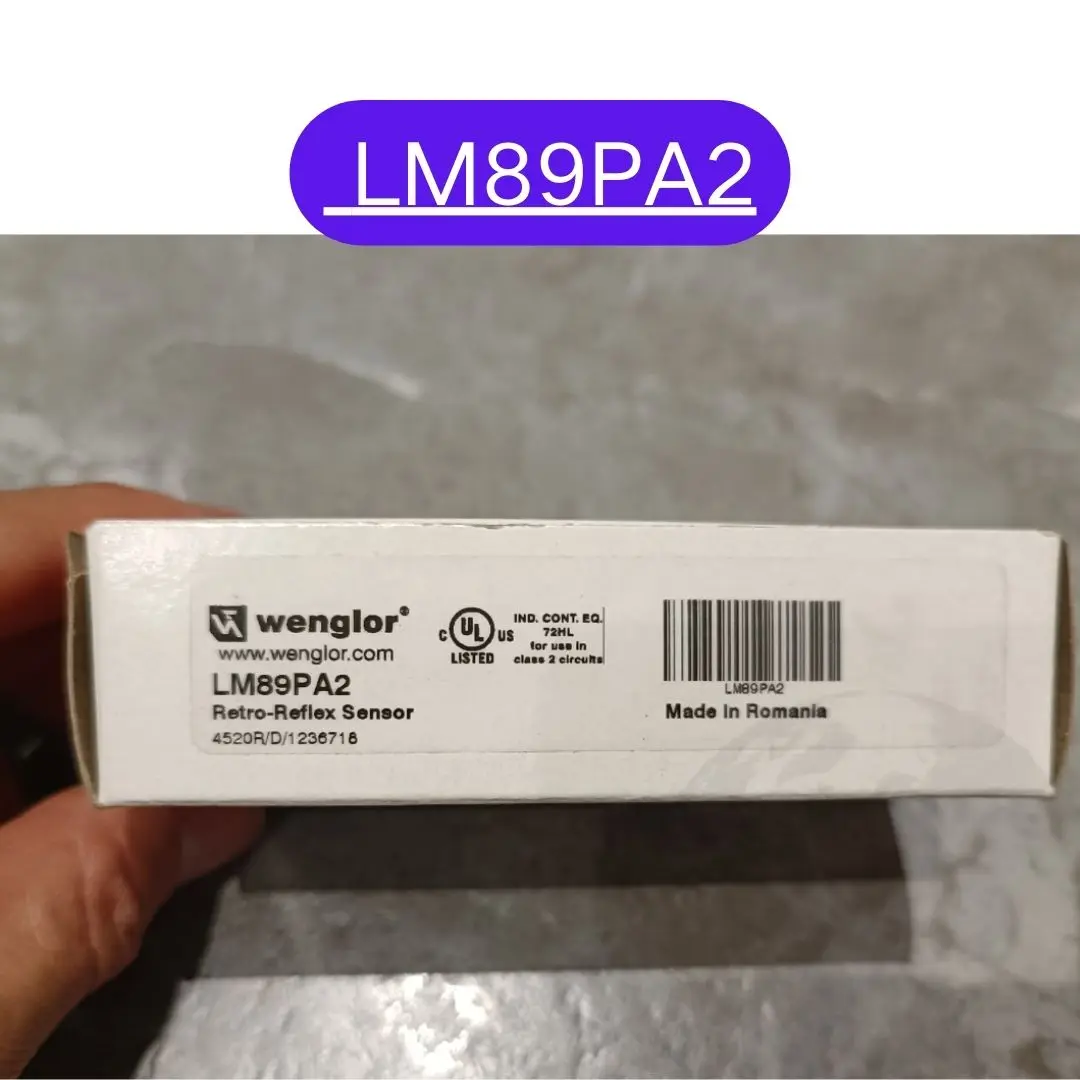 LM89PA2
wenglor®
www.wenglor.com
LM89PA2
Retro-Reflex Sensor
4520R/D/1236718
C UL US
LISTED
IND. CONT. EQ.
72HL
for use in
class 2 circuits
LM89PA2
Made in Romania